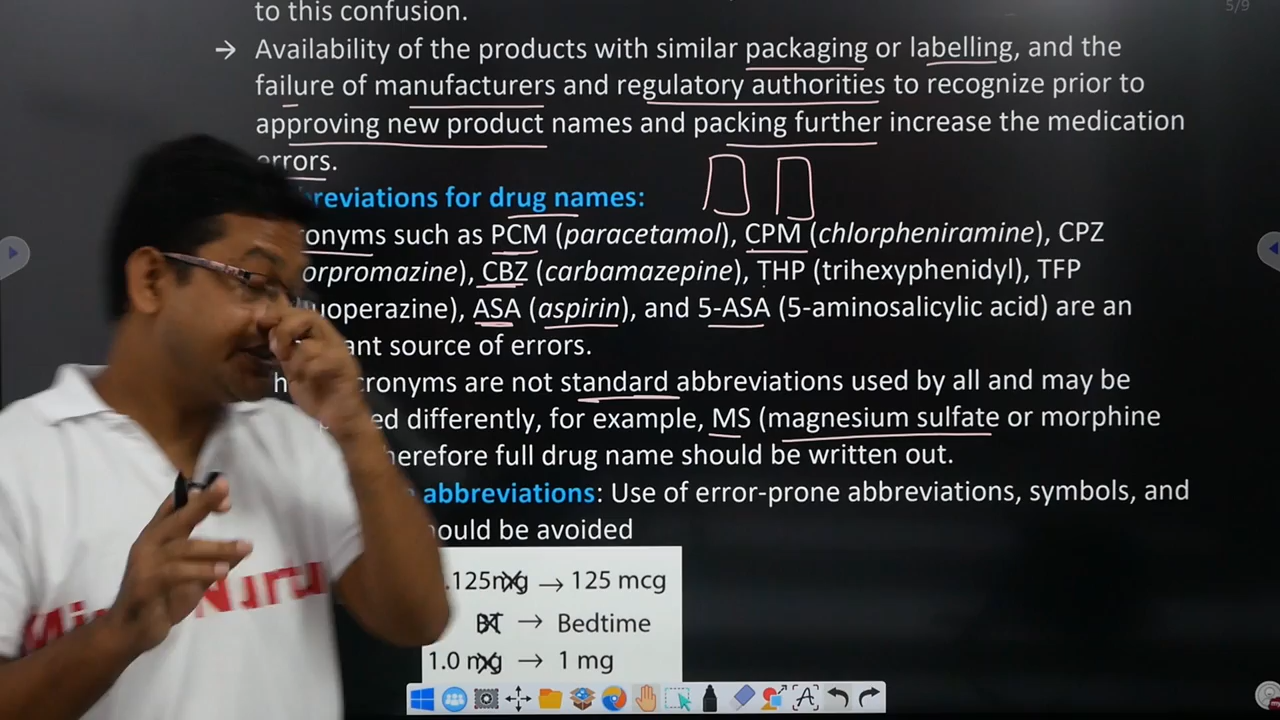 to this confusion.
5/9
→ Availability of the products with similar packaging or labelling, and the
failure of manufacturers and regulatory authorities to recognize prior to
approving new product names and packing further increase the medication
errors.
breviations for drug names:
onyms such as PCM (paracetamol), CPM (chlorpheniramine), CPZ
orpromazine), CBZ (carbamazepine), THP (trihexyphenidyl), TFP
uoperazine), ASA (aspirin), and 5-ASA (5-aminosalicylic acid) are an
ant source of errors.
cronyms are not standard abbreviations used by all and may be
ed differently, for example, MS (magnesium sulfate or morphine
herefore full drug name should be written out.
abbreviations: Use of error-prone abbreviations, symbols, and
ould be avoided
.125mg → 125 mcg
BT → Bedtime
1.0 mg → 1 mg